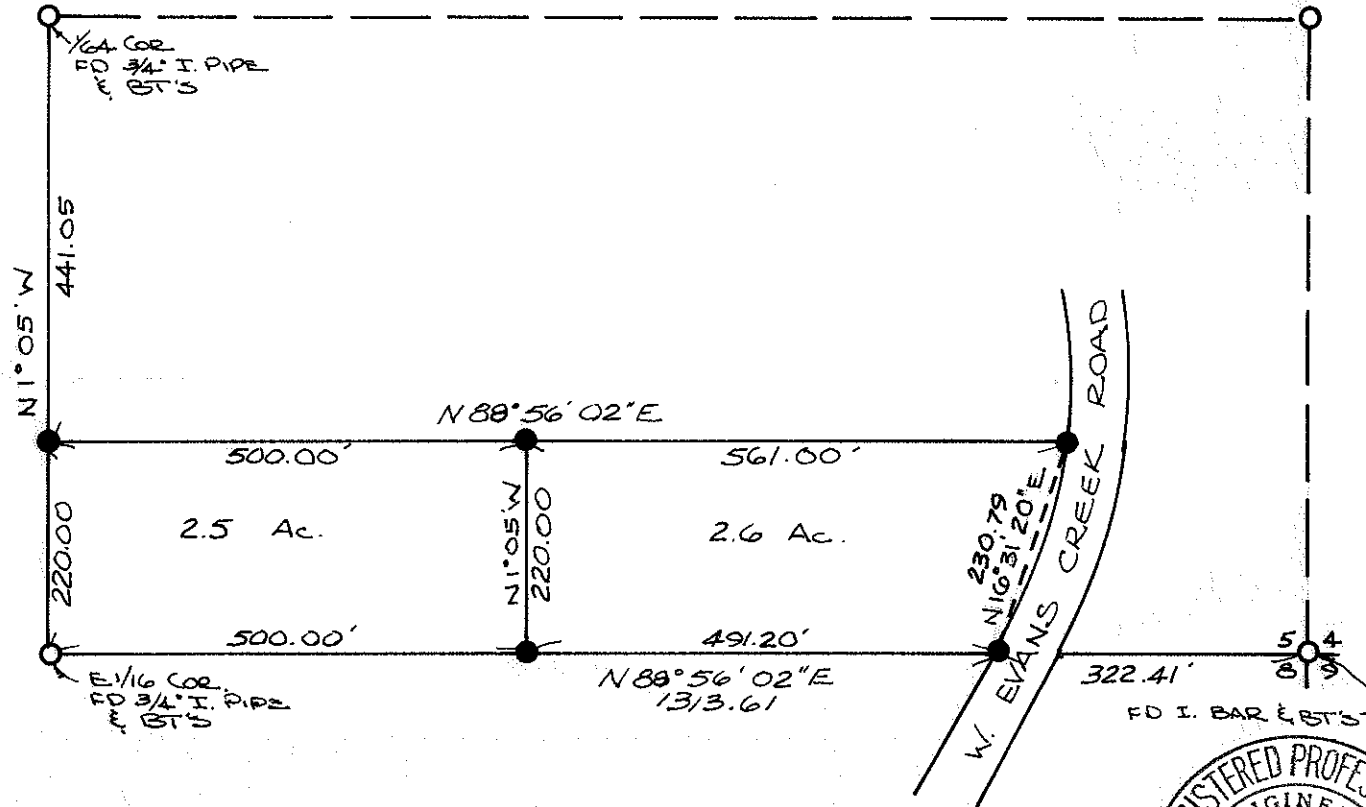 1/64 COR
FD 3/4" I. PIPE
& BT'S
N 1°05' W
441.05
N 88°56'02"E
500.00'
561.00'
220.00
2.5 Ac.
N 1°05' W
220.00
2.6 Ac.
230.79
N 16°31'20"E
W. EVANS CREEK ROAD
500.00'
491.20'
N 88°56'02"E
1313.61
322.41'
5 4
8 9
E1/16 COR.
FD 3/4" I. PIPE
& BT'S
FD I. BAR & BT'S
ISTERED PROFES
GINE